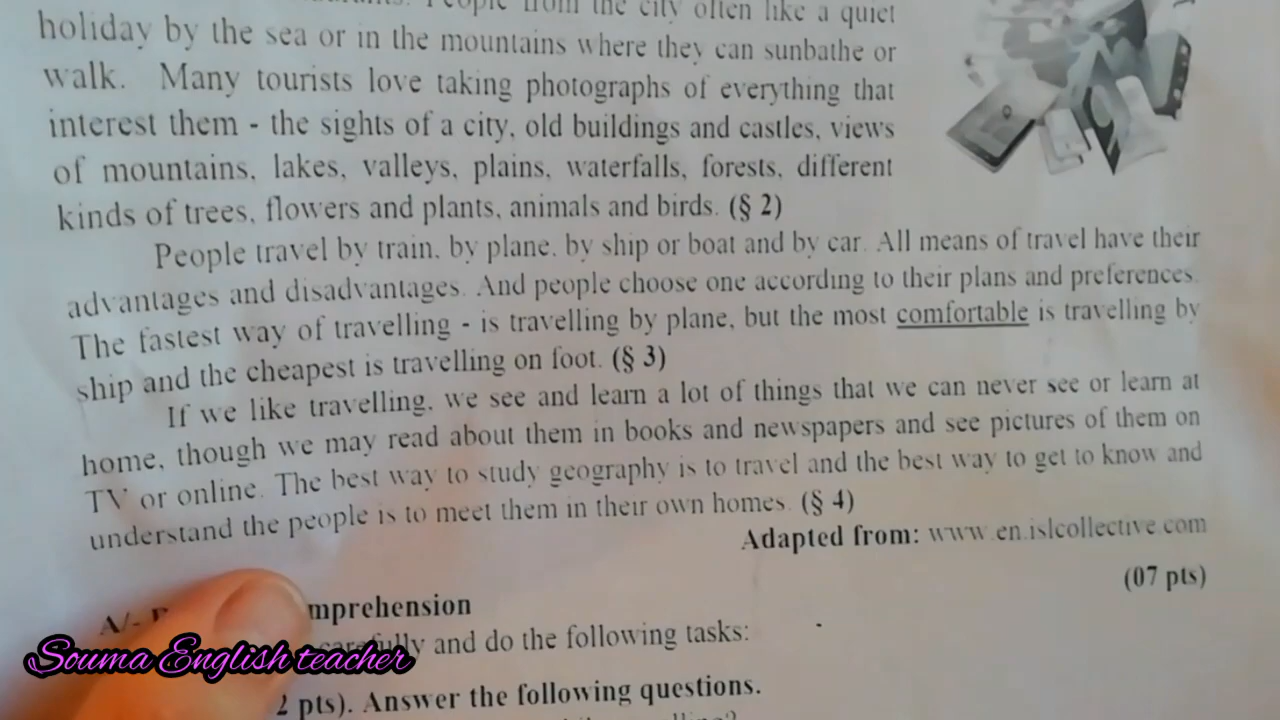 People from the city often like a quiet
holiday by the sea or in the mountains where they can sunbathe or
walk. Many tourists love taking photographs of everything that
interest them - the sights of a city, old buildings and castles, views
of mountains, lakes, valleys, plains, waterfalls, forests, different
kinds of trees, flowers and plants, animals and birds. (§ 2)
People travel by train, by plane, by ship or boat and by car. All means of travel have their
advantages and disadvantages. And people choose one according to their plans and preferences.
The fastest way of travelling - is travelling by plane, but the most comfortable is travelling by
ship and the cheapest is travelling on foot. (§ 3)
If we like travelling, we see and learn a lot of things that we can never see or learn at
home, though we may read about them in books and newspapers and see pictures of them on
TV or online. The best way to study geography is to travel and the best way to get to know and
understand the people is to meet them in their own homes. (§ 4)
Adapted from: www.en.islcollective.com
(07 pts)
A/- mprehension
carefully and do the following tasks:
Souma English teacher
2 pts). Answer the following questions.